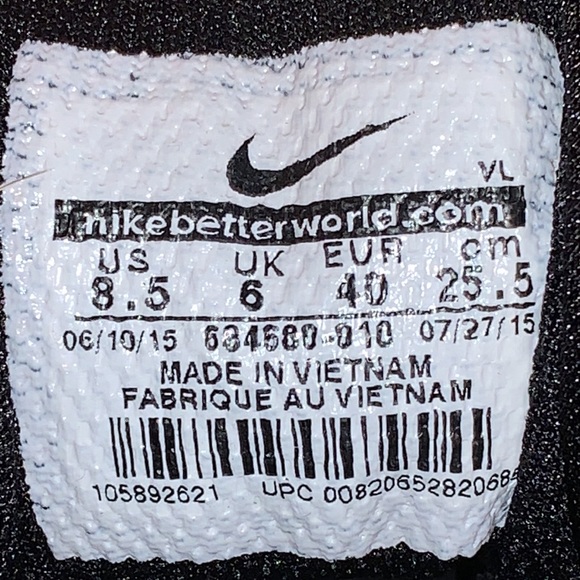 VL
nikebetterworld.com
US UK EUR cm
8.5 6 40 25.5
06/10/15 684680-010 07/27/15
MADE IN VIETNAM
FABRIQUE AU VIETNAM
105892621 UPC 00820652820684